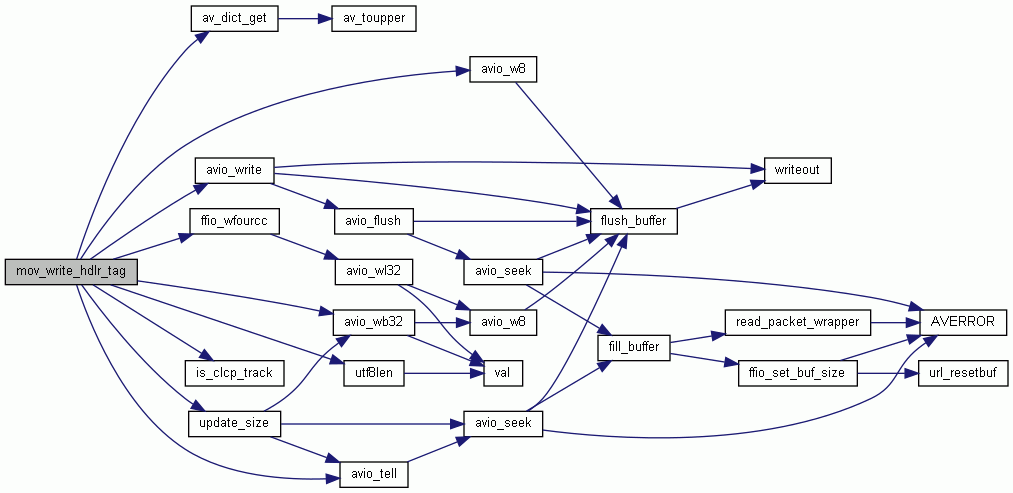 av_dict_get
av_toupper
avio_w8
avio_write
writeout
ffio_wfourcc
avio_flush
flush_buffer
mov_write_hdlr_tag
avio_wl32
avio_seek
avio_wb32
avio_w8
read_packet_wrapper
AVERROR
fill_buffer
is_clcp_track
utf8len
val
ffio_set_buf_size
url_resetbuf
update_size
avio_seek
avio_tell